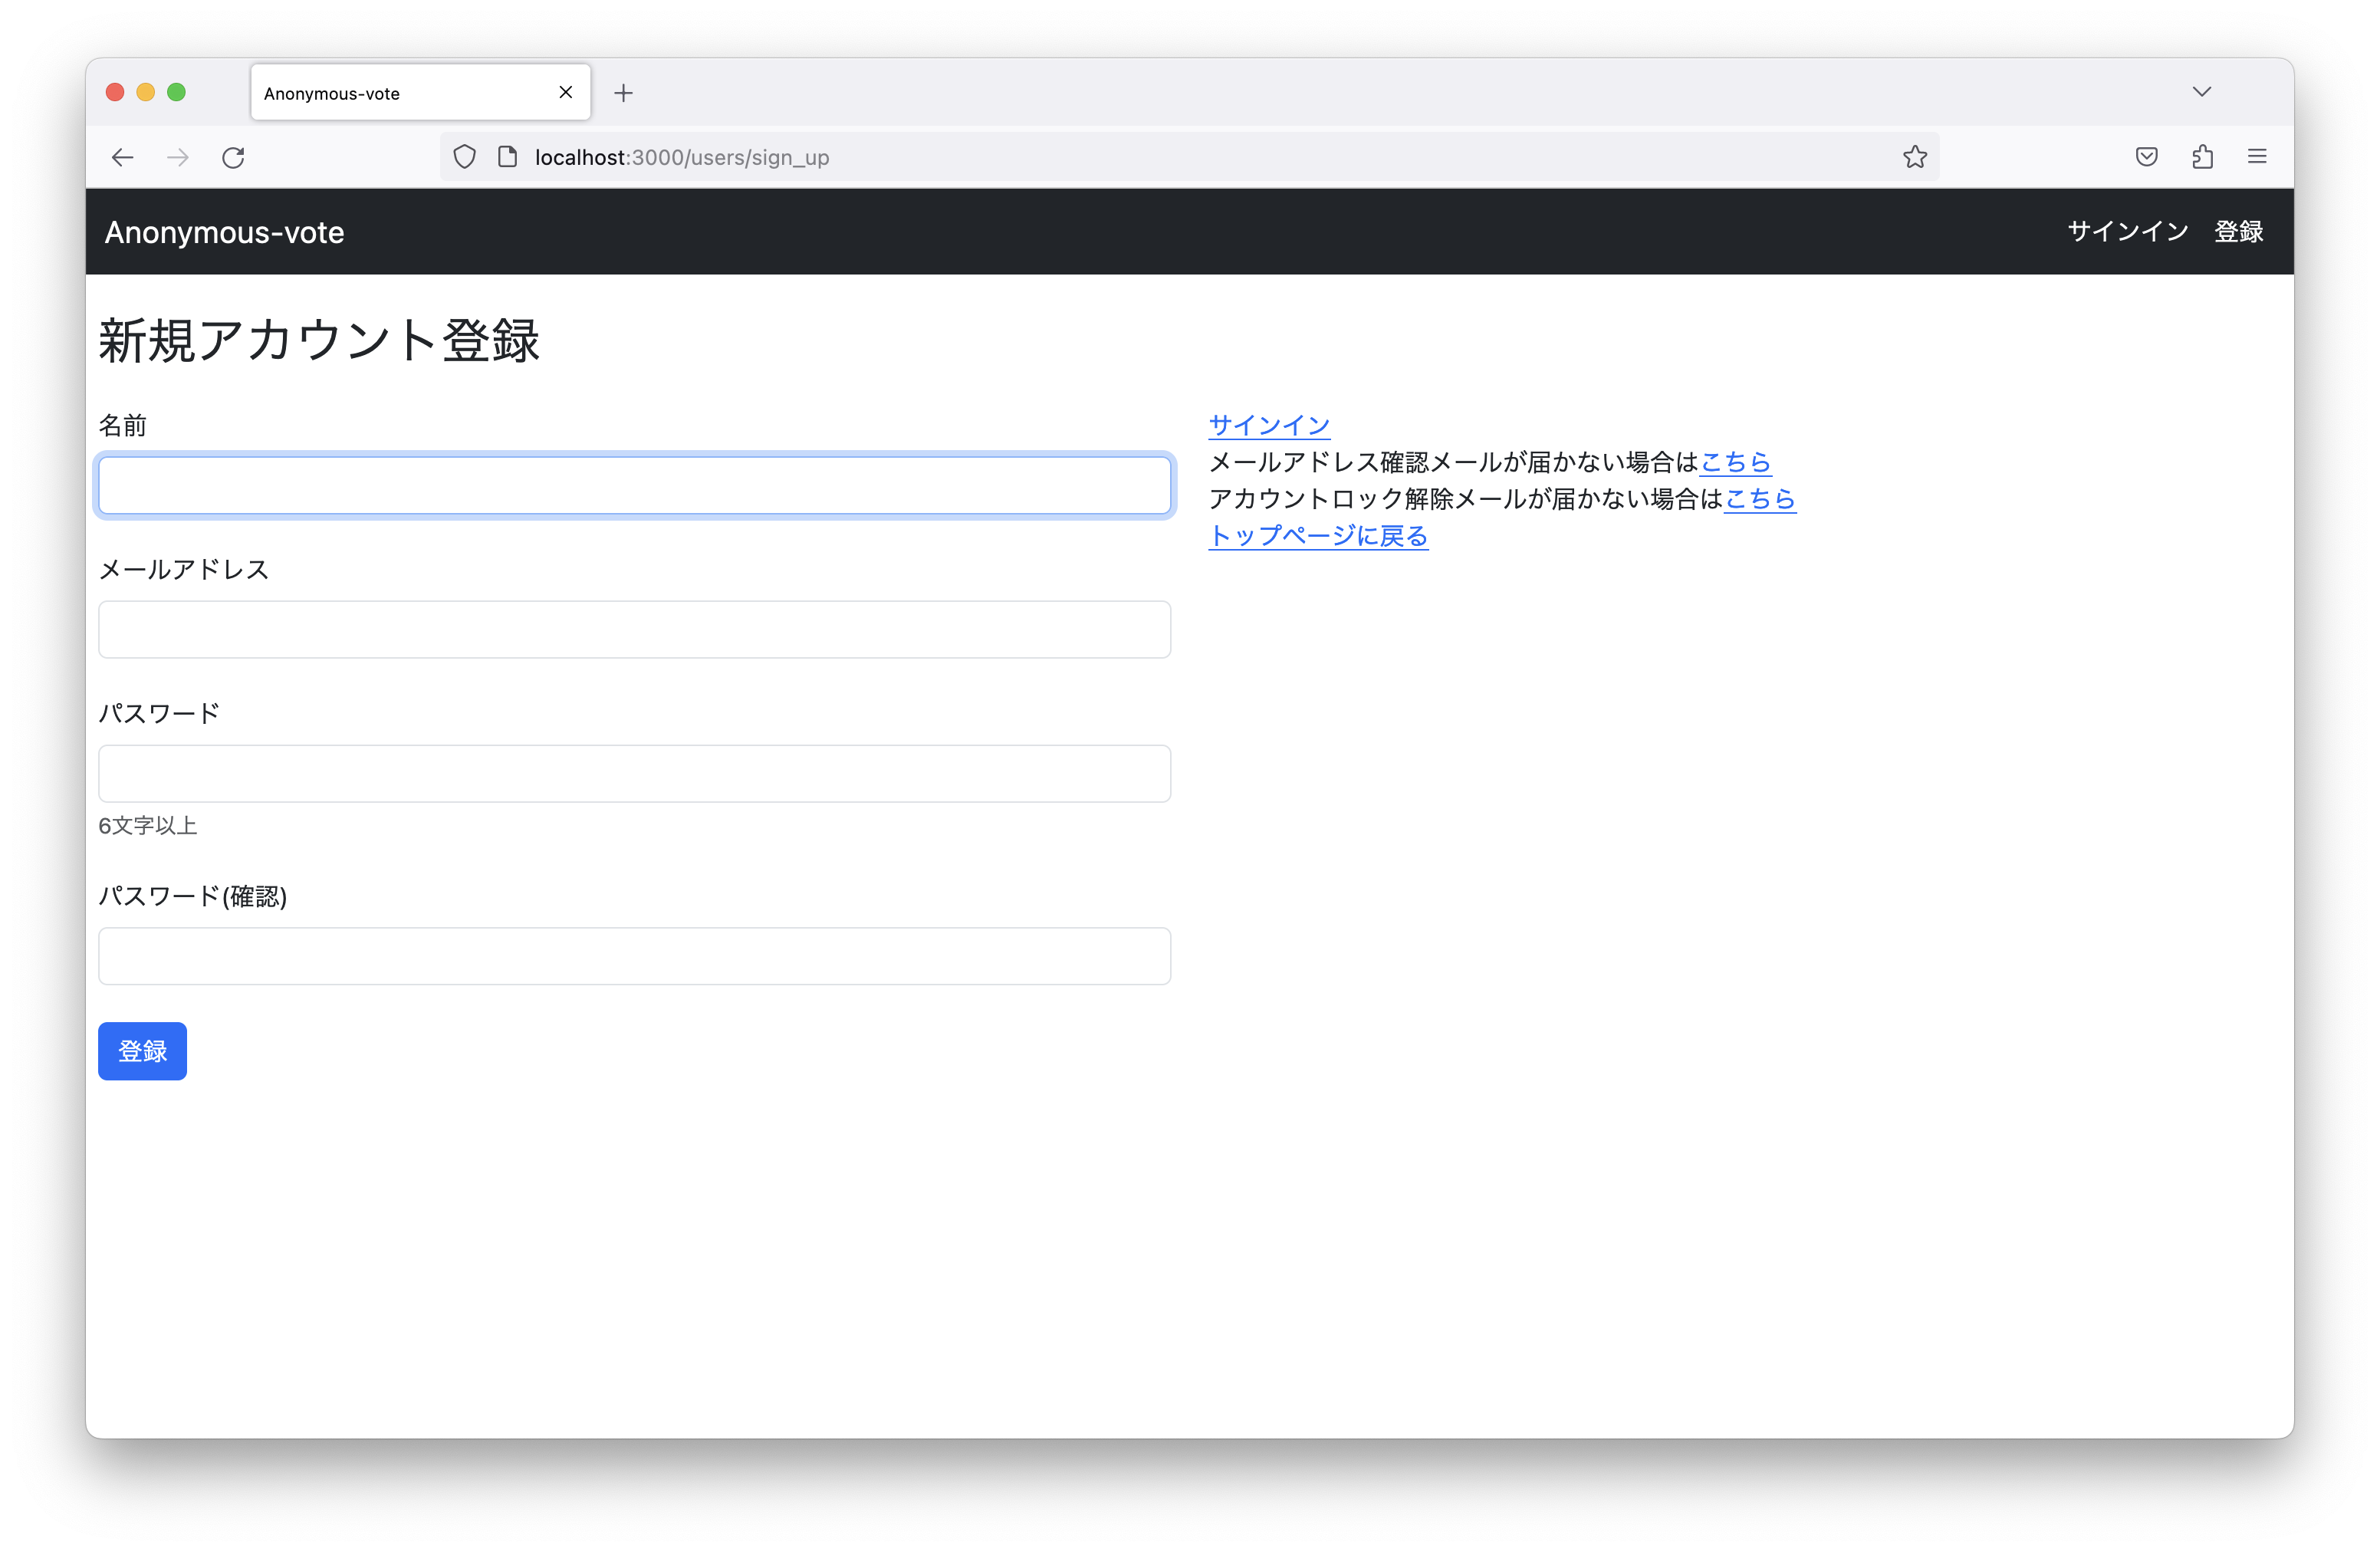 Anonymous-vote
localhost:3000/users/sign_up
Anonymous-vote
サインイン 登録
新規アカウント登録
名前
メールアドレス
パスワード
6文字以上
パスワード(確認)
登録
サインイン
メールアドレス確認メールが届かない場合はこちら
アカウントロック解除メールが届かない場合はこちら
トップページに戻る